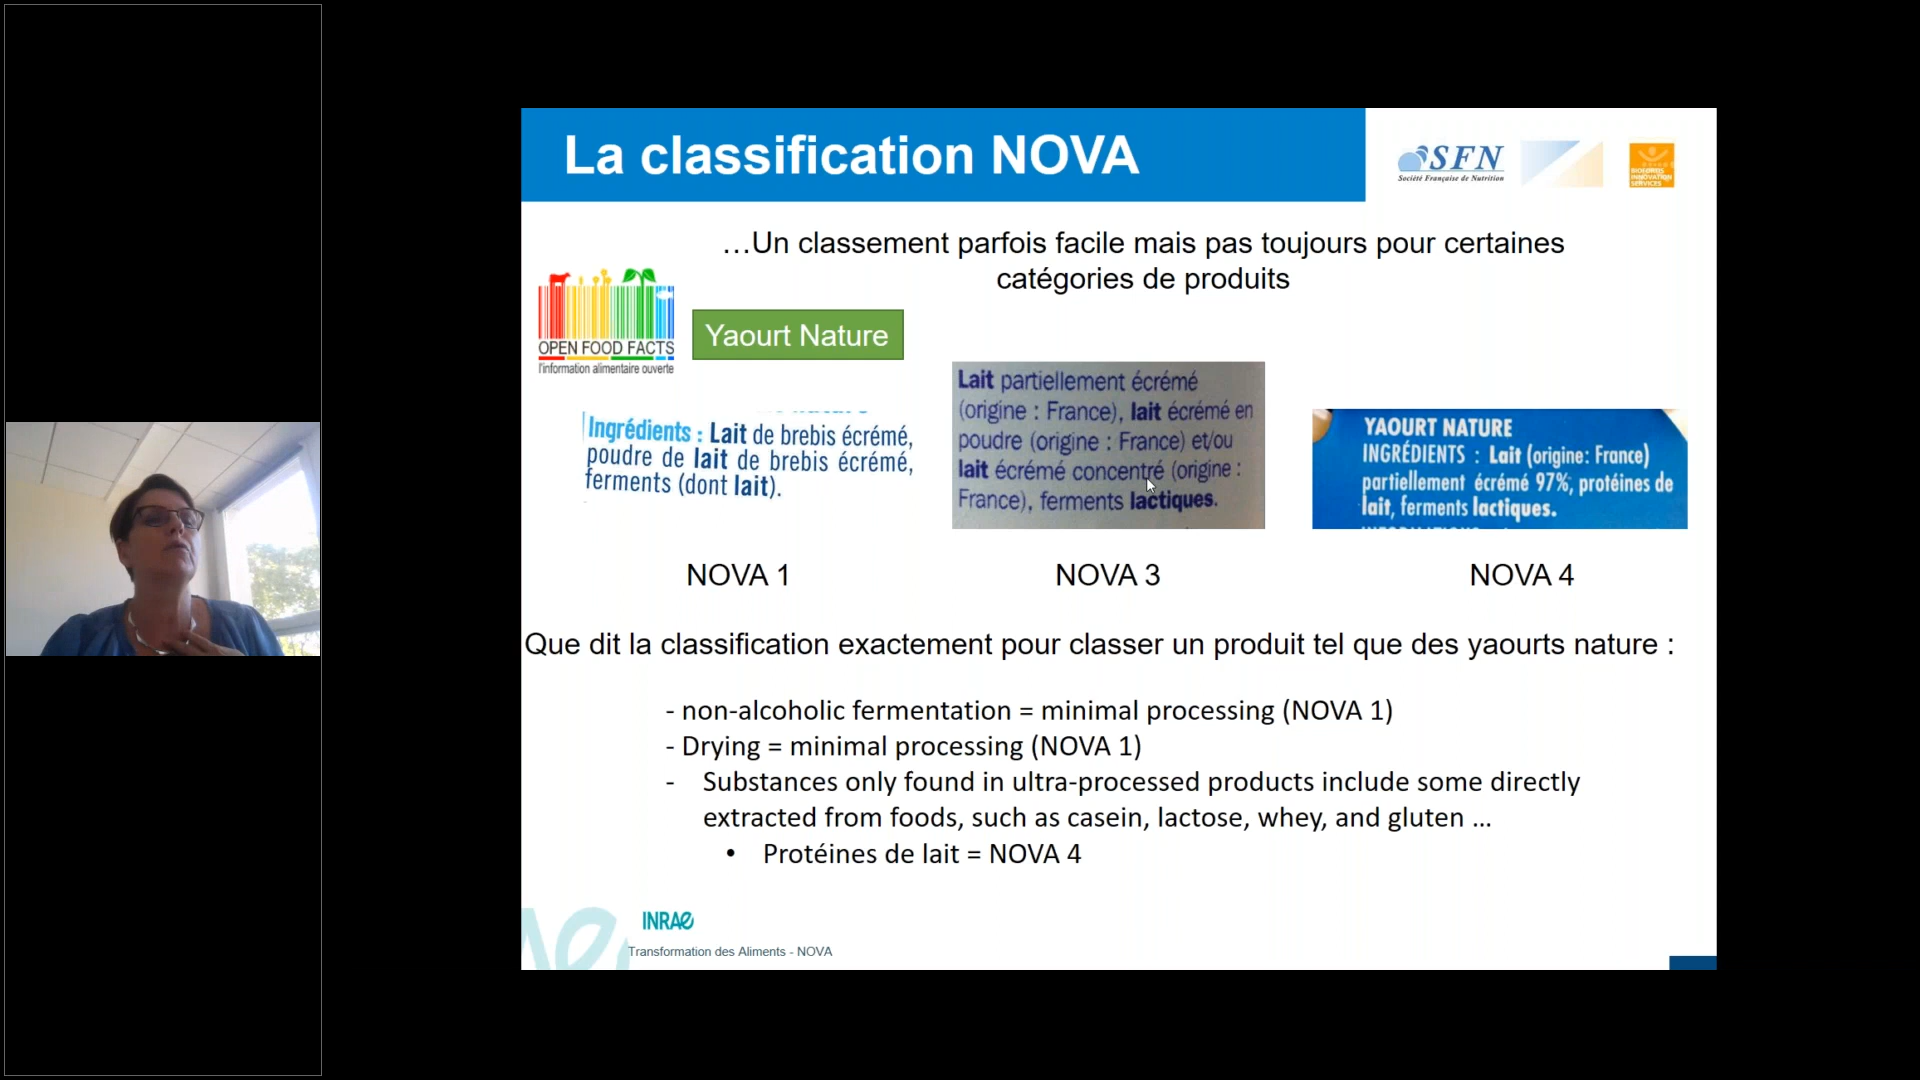 La classification NOVA
SFN
Société Française de Nutrition
BIOFORTIS
INNOVATION
SERVICES
…Un classement parfois facile mais pas toujours pour certaines
catégories de produits
OPEN FOOD FACTS
l'information alimentaire ouverte
Yaourt Nature
Ingrédients : Lait de brebis écrémé,
poudre de lait de brebis écrémé,
ferments (dont lait).
Lait partiellement écrémé
(origine : France), lait écrémé en
poudre (origine : France) et/ou
lait écrémé concentré (origine :
France), ferments lactiques.
YAOURT NATURE
INGRÉDIENTS : Lait (origine: France)
partiellement écrémé 97%, protéines de
lait, ferments lactiques.
NOVA 1
NOVA 3
NOVA 4
Que dit la classification exactement pour classer un produit tel que des yaourts nature :
- non-alcoholic fermentation = minimal processing (NOVA 1)
- Drying = minimal processing (NOVA 1)
- Substances only found in ultra-processed products include some directly
extracted from foods, such as casein, lactose, whey, and gluten …
• Protéines de lait = NOVA 4
INRAE
Transformation des Aliments - NOVA